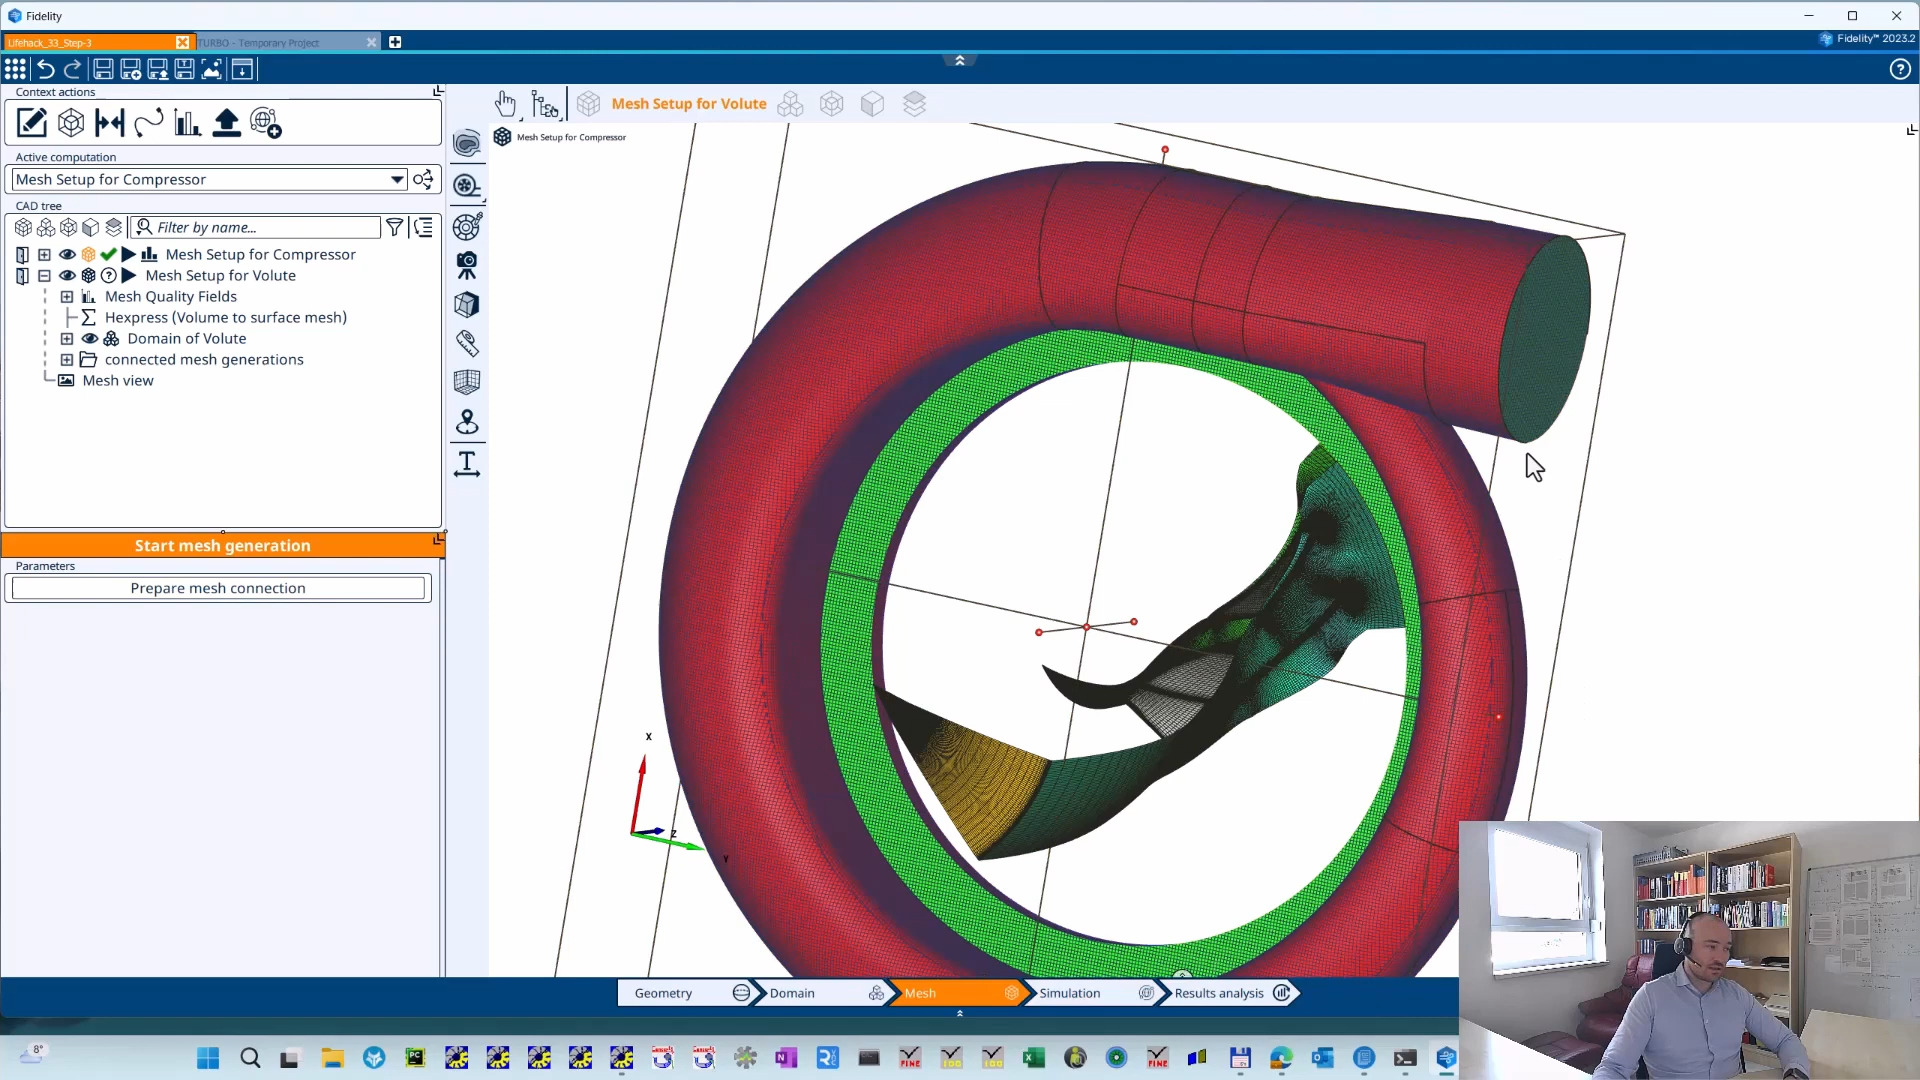 Fidelity
Lifehack_33_Step-3
TURBO - Temporary Project
Fidelity™ 2023.2
Context actions
Active computation
Mesh Setup for Compressor
CAD tree
Filter by name...
Mesh Setup for Compressor
Mesh Setup for Volute
Mesh Quality Fields
Hexpress (Volume to surface mesh)
Domain of Volute
connected mesh generations
Mesh view
Start mesh generation
Parameters
Prepare mesh connection
Mesh Setup for Volute
Mesh Setup for Compressor
X
Z
Y
Geometry
Domain
Mesh
Simulation
Results analysis
8°